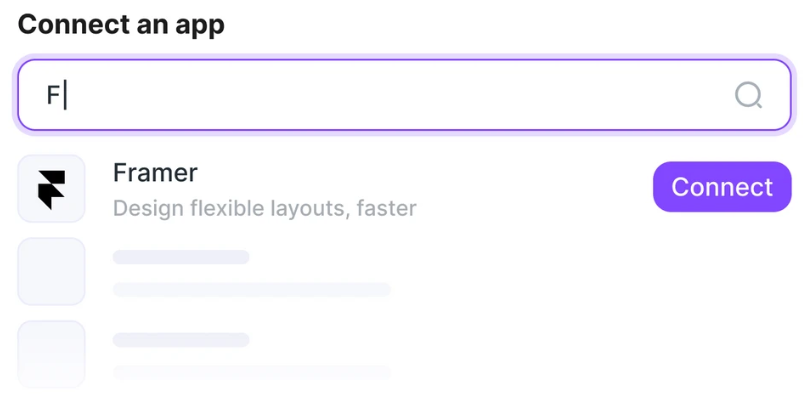 Connect an app
F
Framer
Design flexible layouts, faster
Connect